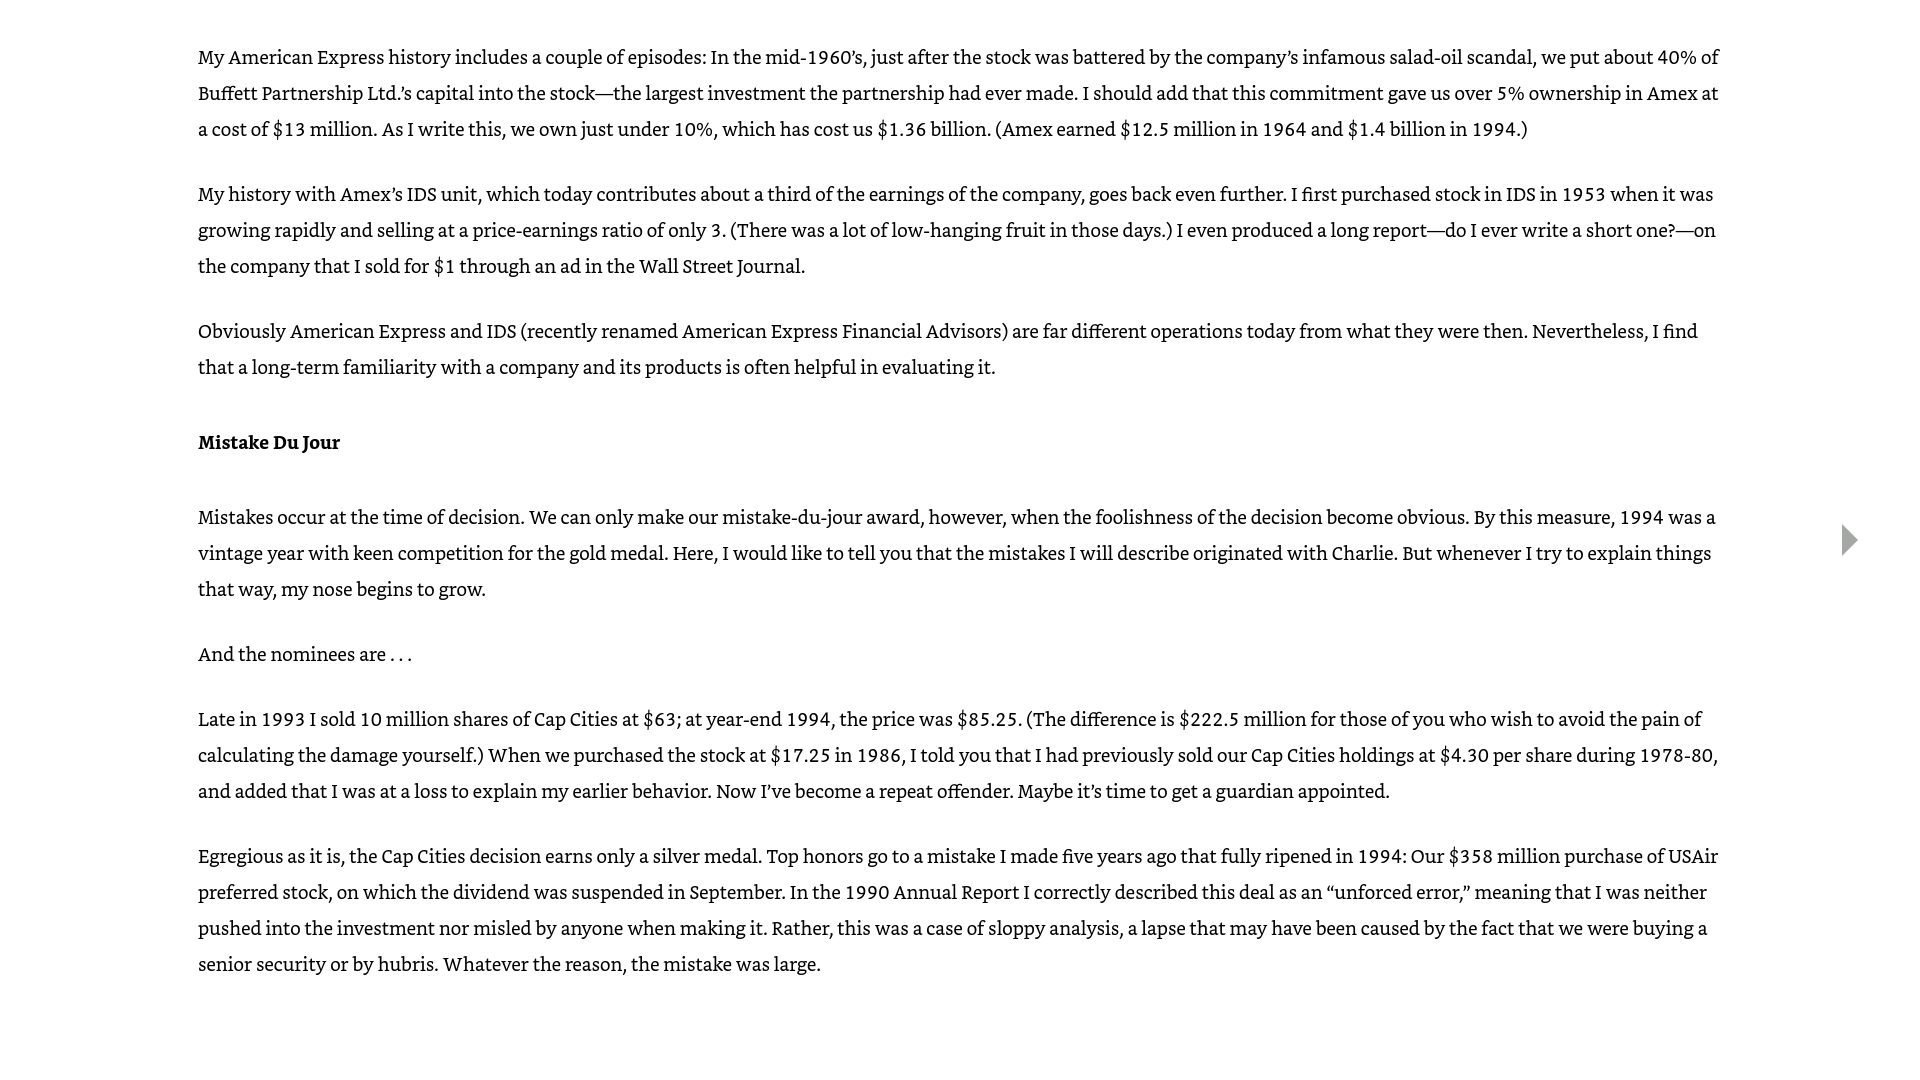 My American Express history includes a couple of episodes: In the mid-1960’s, just after the stock was battered by the company’s infamous salad-oil scandal, we put about 40% of
Buffett Partnership Ltd.’s capital into the stock—the largest investment the partnership had ever made. I should add that this commitment gave us over 5% ownership in Amex at
a cost of $13 million. As I write this, we own just under 10%, which has cost us $1.36 billion. (Amex earned $12.5 million in 1964 and $1.4 billion in 1994.)
My history with Amex’s IDS unit, which today contributes about a third of the earnings of the company, goes back even further. I first purchased stock in IDS in 1953 when it was
growing rapidly and selling at a price-earnings ratio of only 3. (There was a lot of low-hanging fruit in those days.) I even produced a long report—do I ever write a short one?—on
the company that I sold for $1 through an ad in the Wall Street Journal.
Obviously American Express and IDS (recently renamed American Express Financial Advisors) are far different operations today from what they were then. Nevertheless, I find
that a long-term familiarity with a company and its products is often helpful in evaluating it.
Mistake Du Jour
Mistakes occur at the time of decision. We can only make our mistake-du-jour award, however, when the foolishness of the decision become obvious. By this measure, 1994 was a
vintage year with keen competition for the gold medal. Here, I would like to tell you that the mistakes I will describe originated with Charlie. But whenever I try to explain things
that way, my nose begins to grow.
And the nominees are . . .
Late in 1993 I sold 10 million shares of Cap Cities at $63; at year-end 1994, the price was $85.25. (The difference is $222.5 million for those of you who wish to avoid the pain of
calculating the damage yourself.) When we purchased the stock at $17.25 in 1986, I told you that I had previously sold our Cap Cities holdings at $4.30 per share during 1978-80,
and added that I was at a loss to explain my earlier behavior. Now I’ve become a repeat offender. Maybe it’s time to get a guardian appointed.
Egregious as it is, the Cap Cities decision earns only a silver medal. Top honors go to a mistake I made five years ago that fully ripened in 1994: Our $358 million purchase of USAir
preferred stock, on which the dividend was suspended in September. In the 1990 Annual Report I correctly described this deal as an “unforced error,” meaning that I was neither
pushed into the investment nor misled by anyone when making it. Rather, this was a case of sloppy analysis, a lapse that may have been caused by the fact that we were buying a
senior security or by hubris. Whatever the reason, the mistake was large.